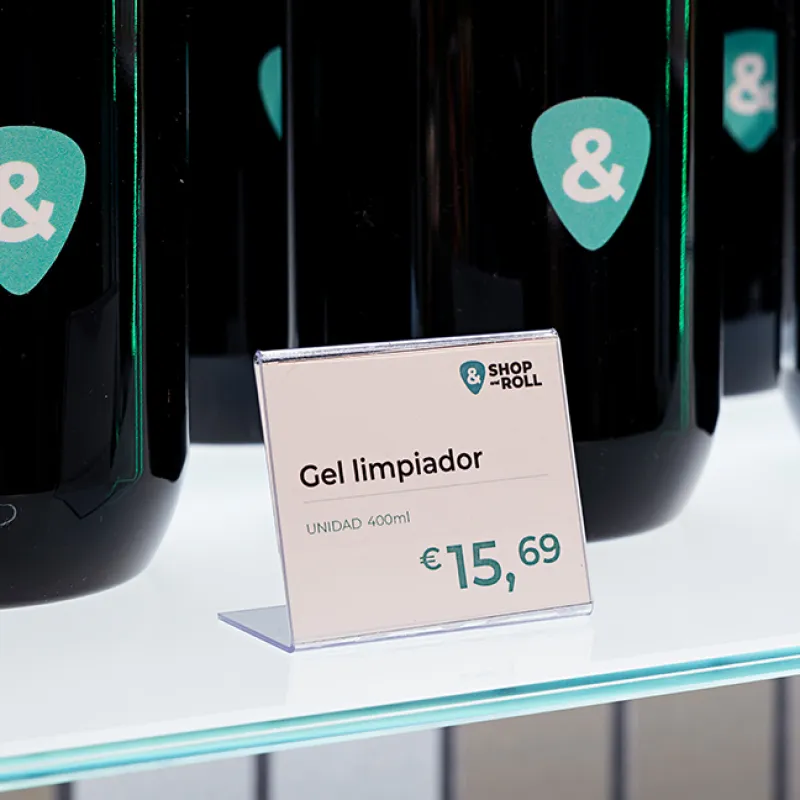 &
&
&
& SHOP
and ROLL
Gel limpiador
UNIDAD 400ml
€15,69